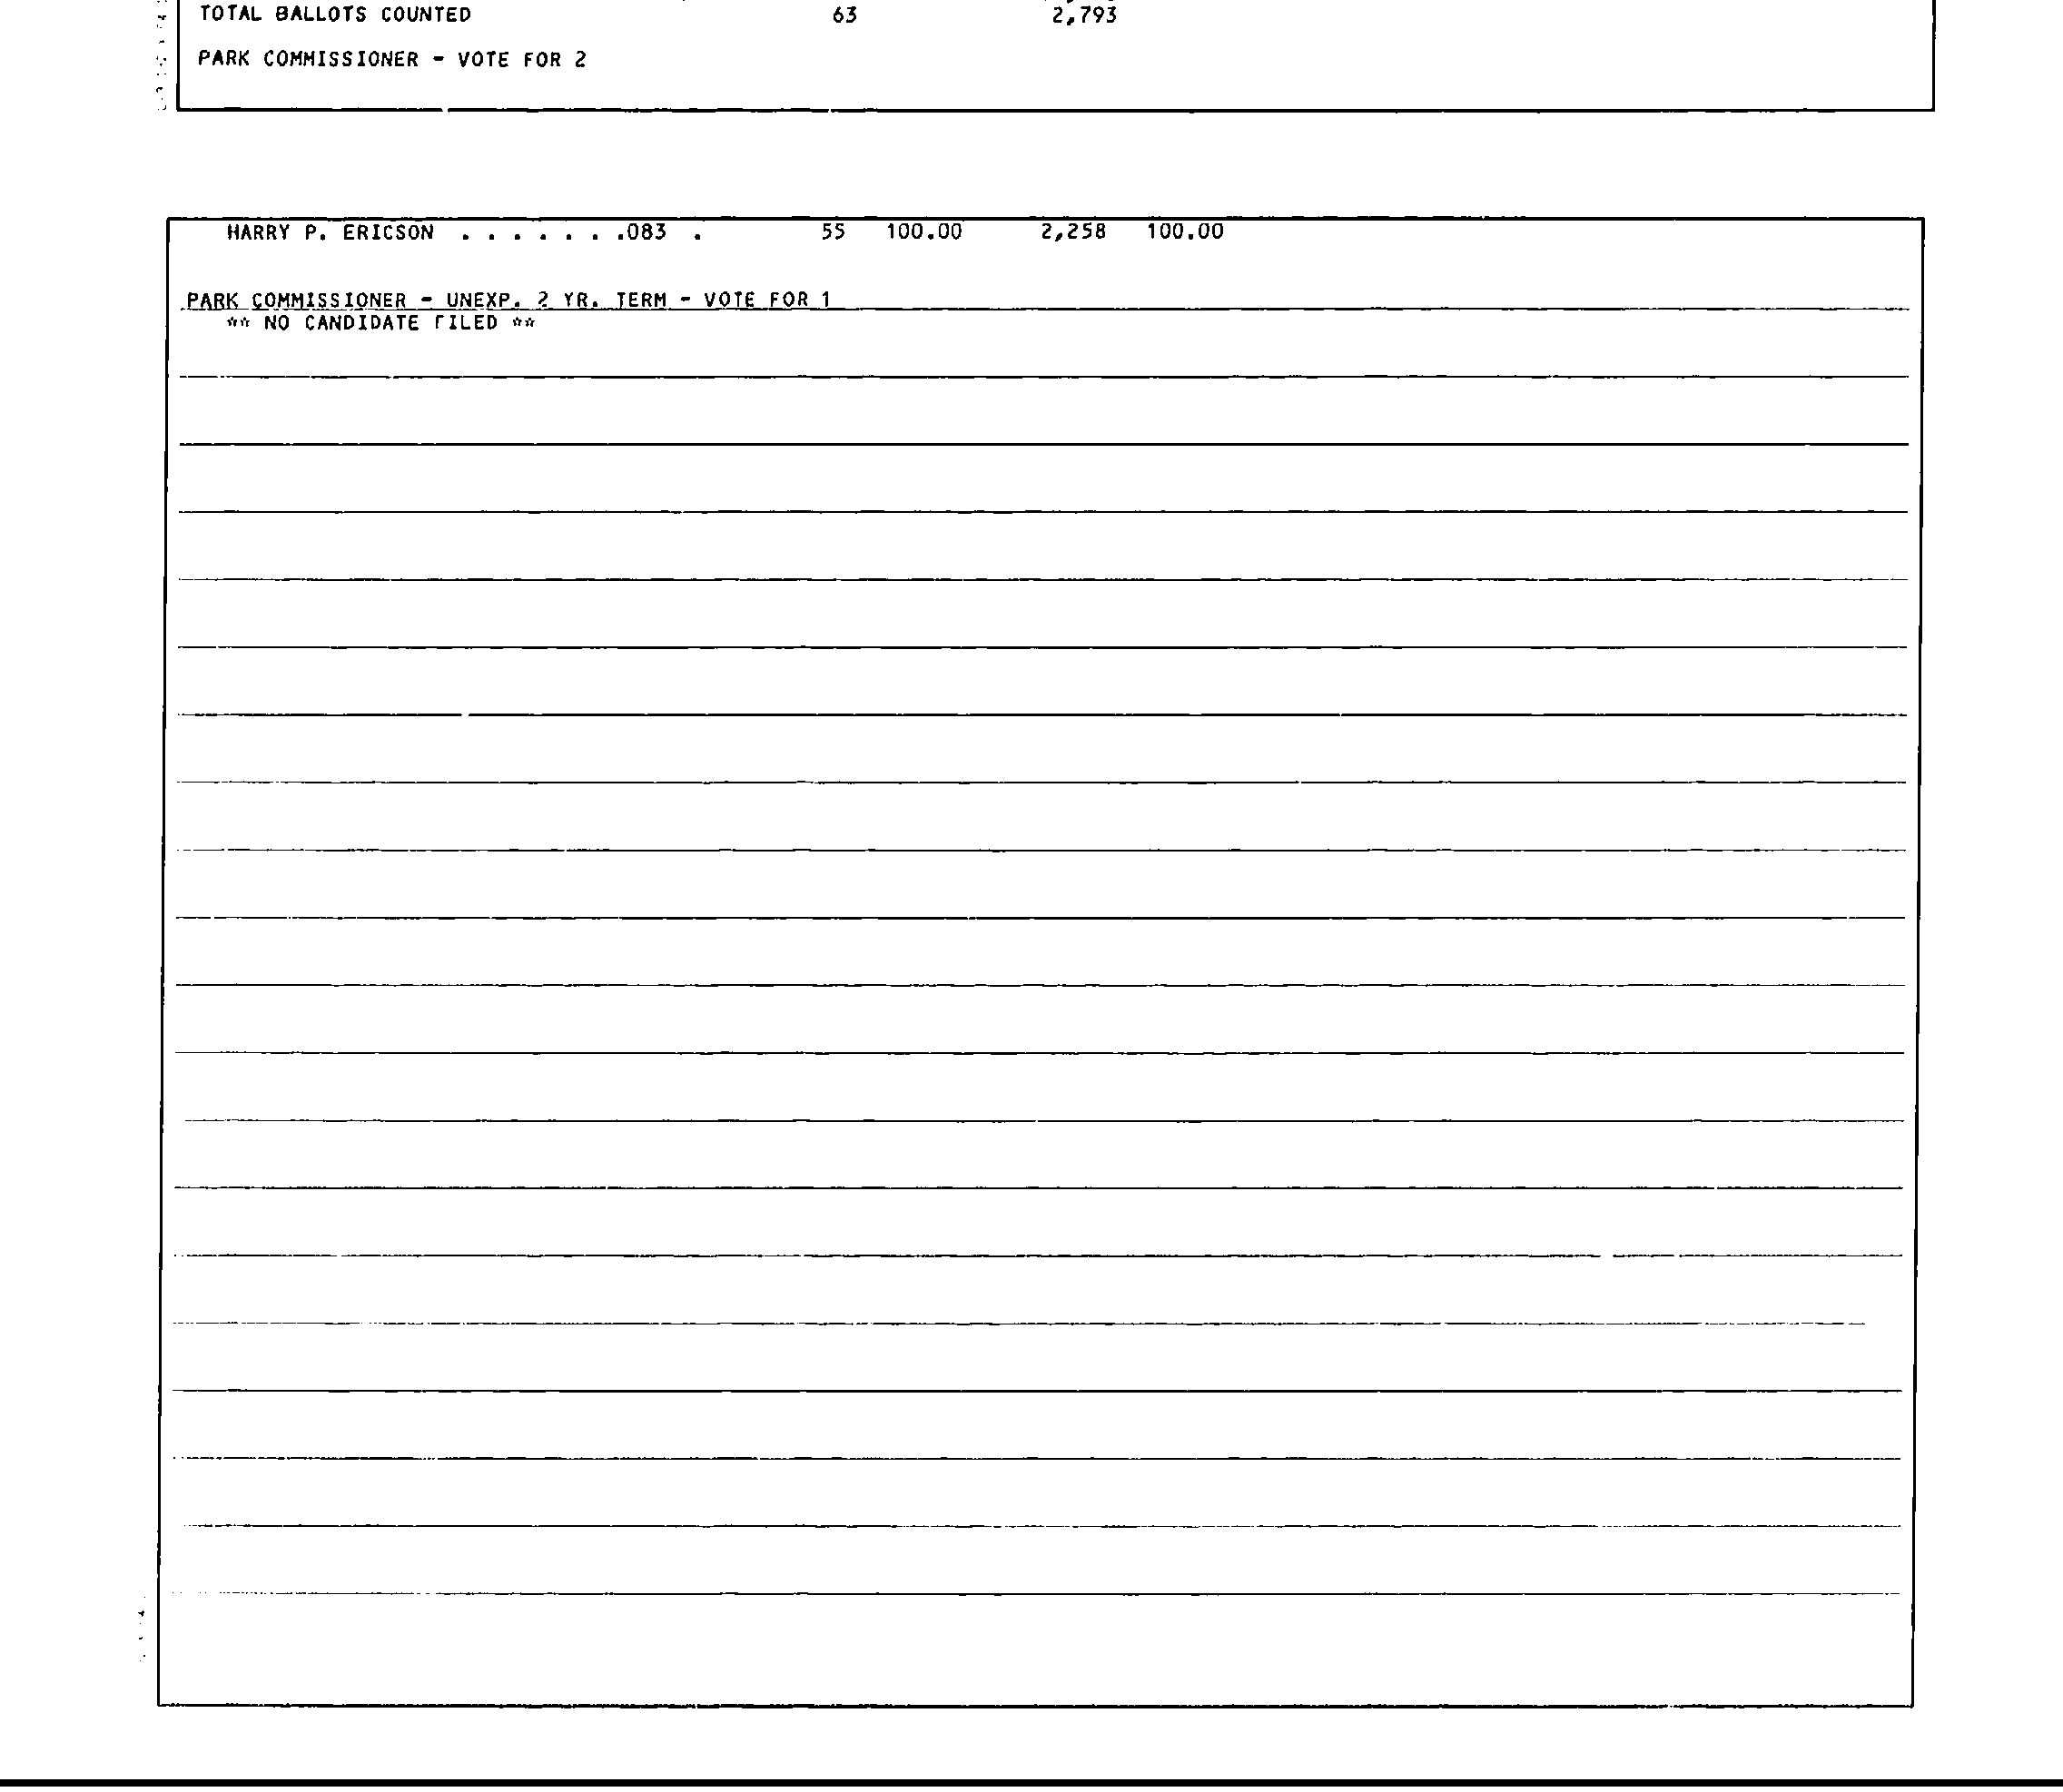 TOTAL BALLOTS COUNTED 63 2,793
PARK COMMISSIONER - VOTE FOR 2
HARRY P. ERICSON . . . . . . .083 . 55 100.00 2,258 100.00
PARK COMMISSIONER - UNEXP. 2 YR. TERM - VOTE FOR 1
** NO CANDIDATE FILED **